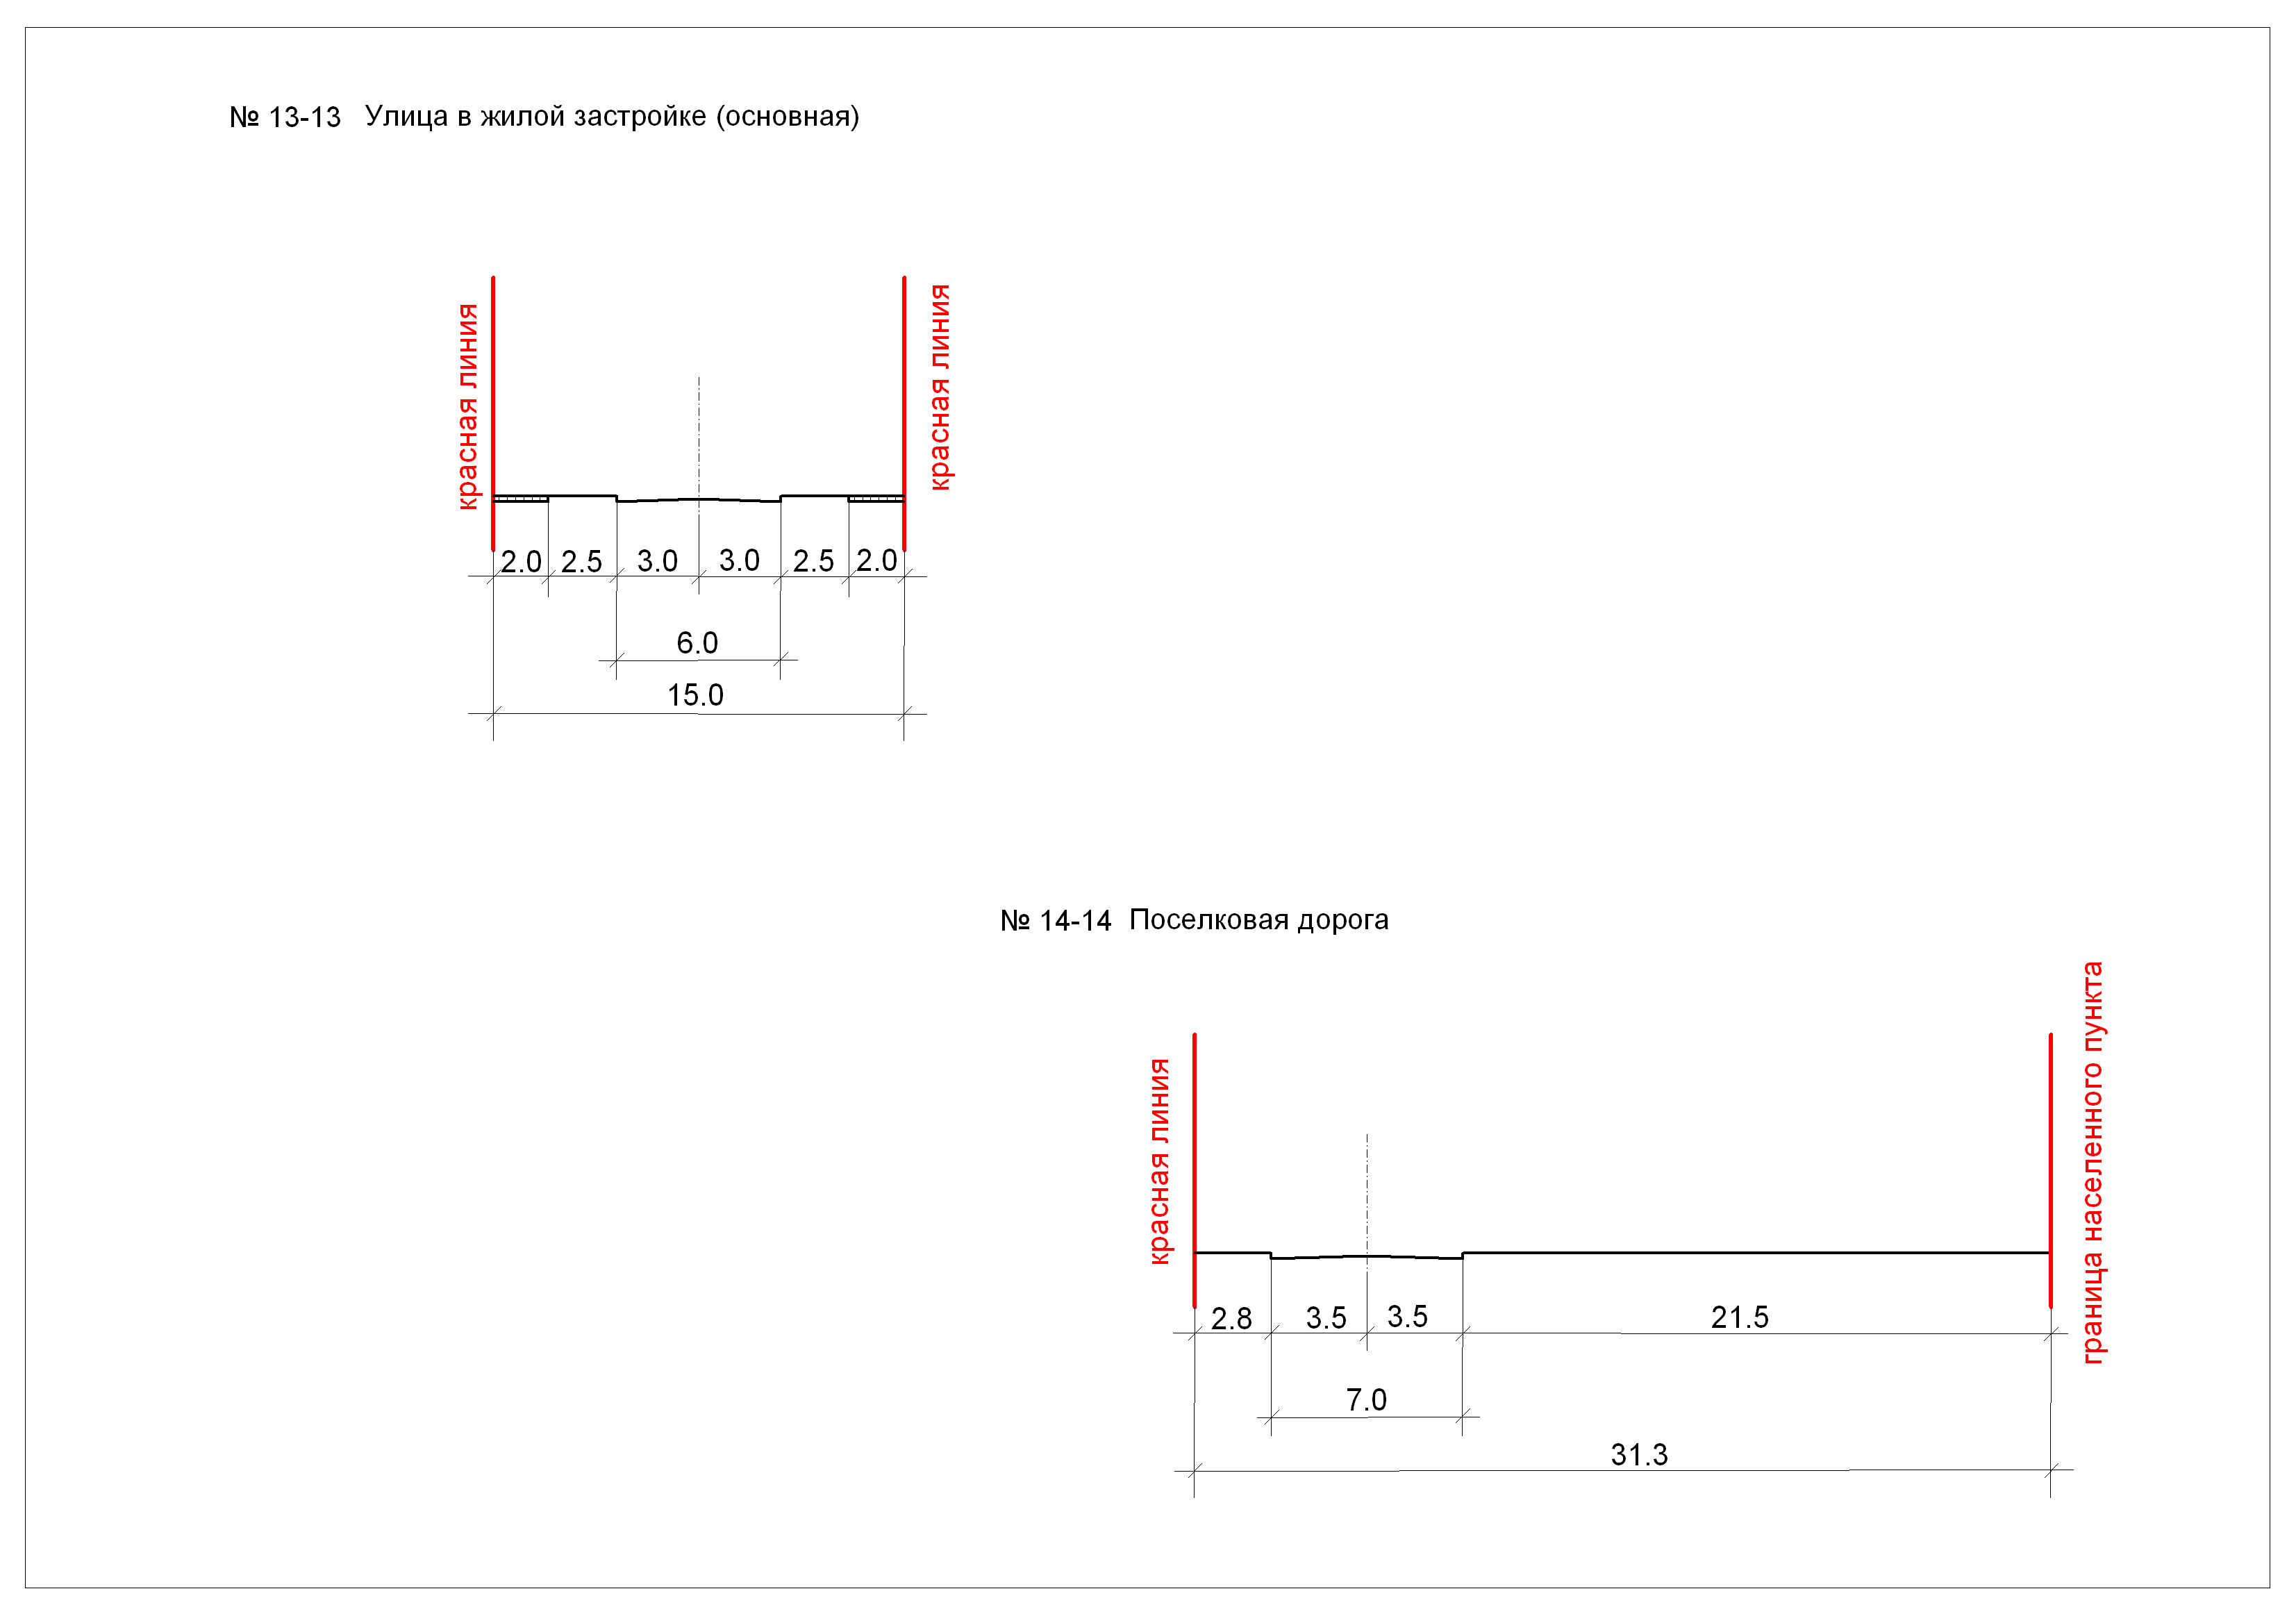 № 13-13 Улица в жилой застройке (основная)
красная линия
красная линия
2.0 2.5 3.0 3.0 2.5 2.0
6.0
15.0
№ 14-14 Поселковая дорога
красная линия
граница населенного пункта
2.8 3.5 3.5 21.5
7.0
31.3